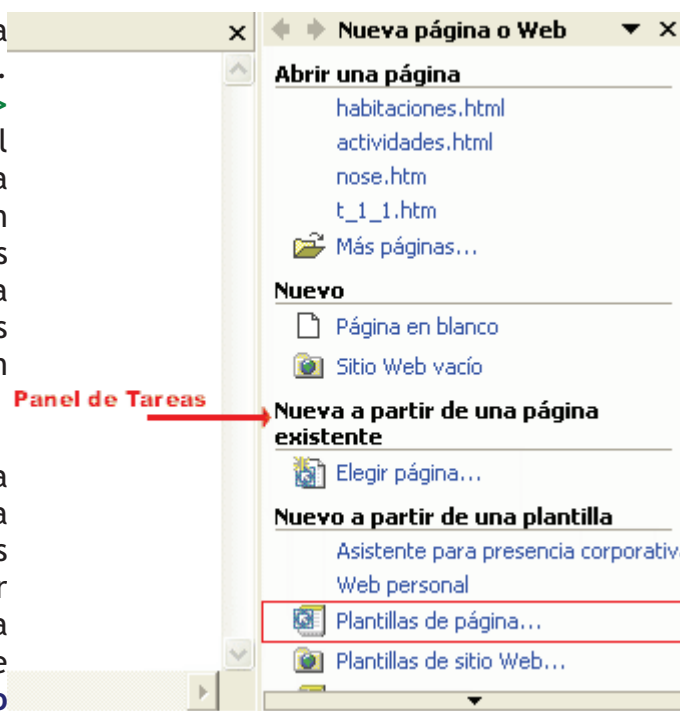 Nueva página o Web
Abrir una página
habitaciones.html
actividades.html
nose.htm
t_1_1.htm
Más páginas...
Nuevo
Página en blanco
Sitio Web vacío
Panel de Tareas
Nueva a partir de una página
existente
Elegir página...
Nuevo a partir de una plantilla
Asistente para presencia corporativ
Web personal
Plantillas de página...
Plantillas de sitio Web...